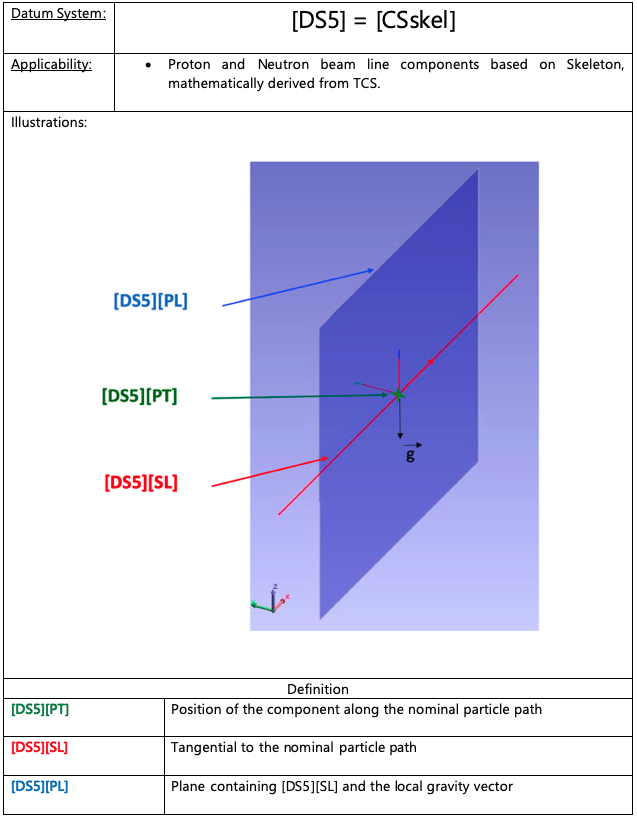 Datum System:
[DS5] = [CSskel]
Applicability:
• Proton and Neutron beam line components based on Skeleton,
mathematically derived from TCS.
Illustrations:
[DS5][PL]
[DS5][PT]
[DS5][SL]
g
z
x
Definition
[DS5][PT]
Position of the component along the nominal particle path
[DS5][SL]
Tangential to the nominal particle path
[DS5][PL]
Plane containing [DS5][SL] and the local gravity vector